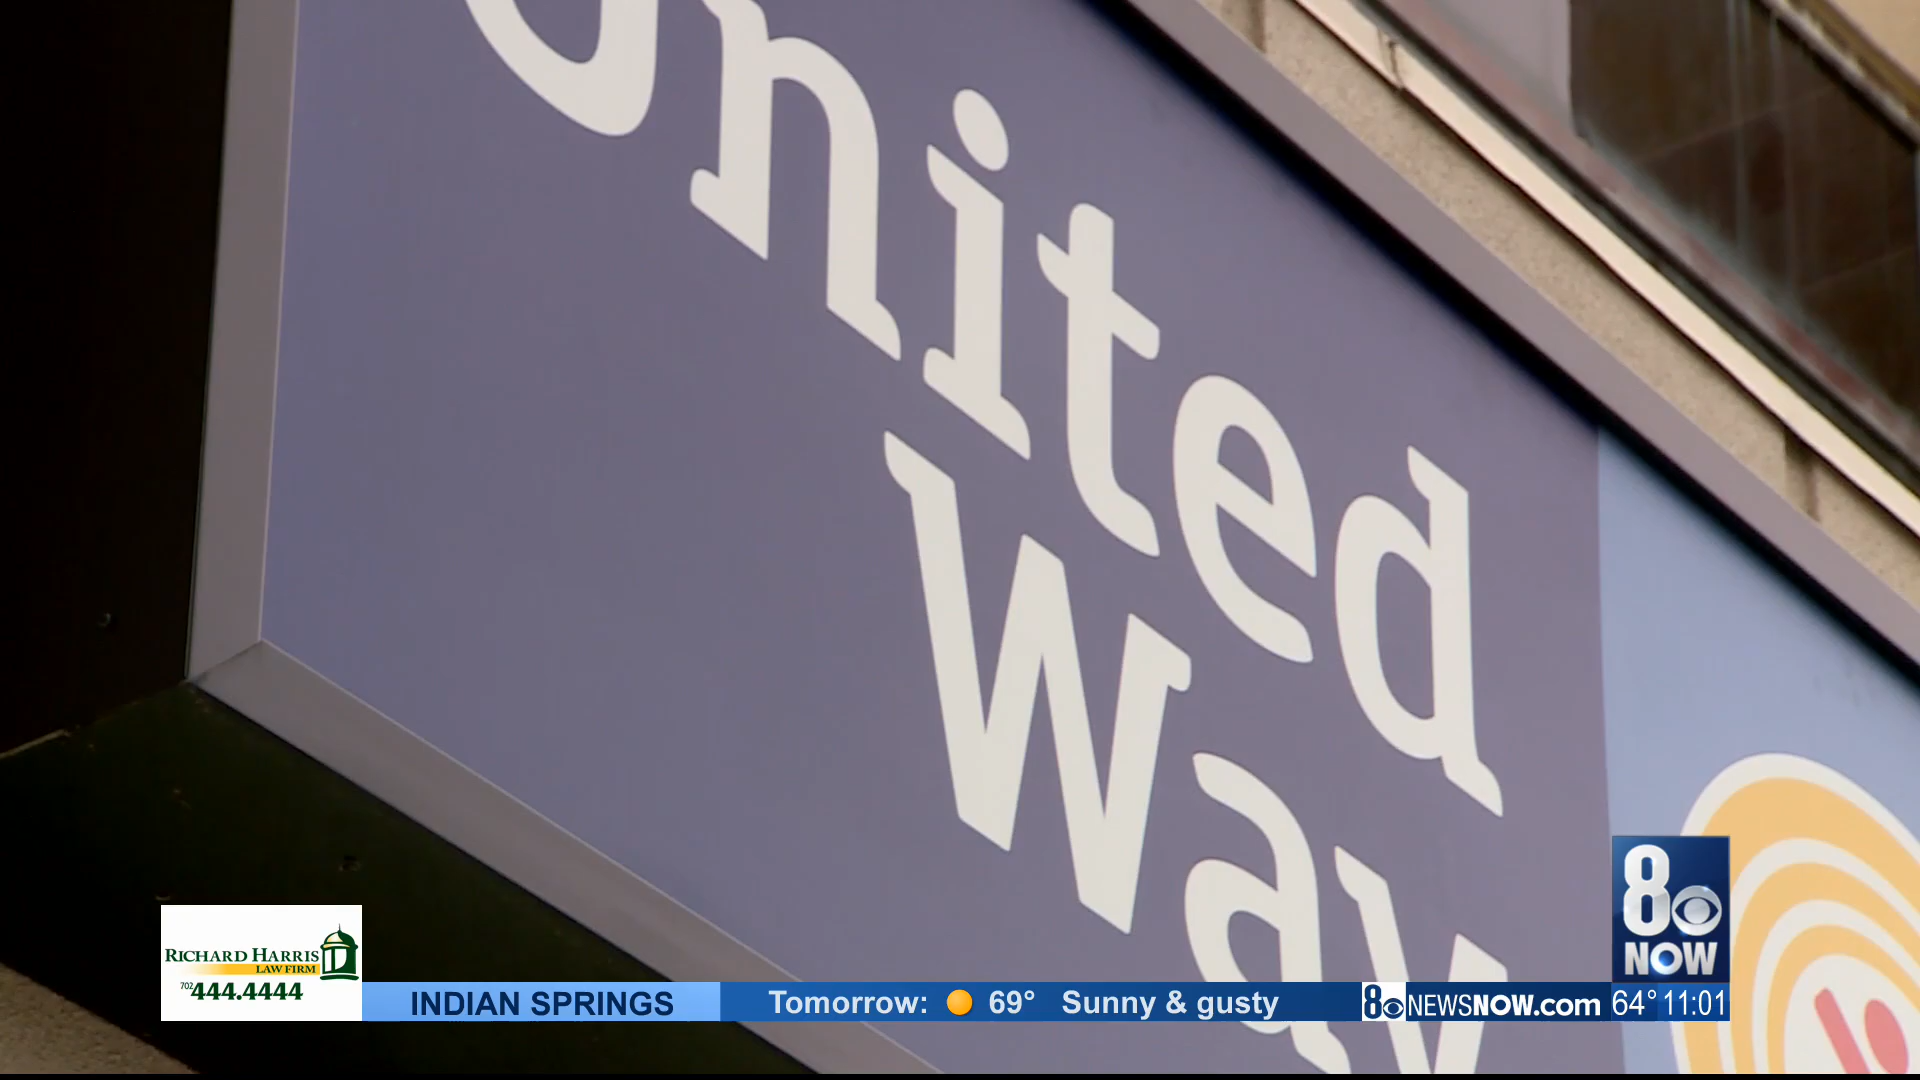 United
Way
RICHARD HARRIS
LAW FIRM
702 444.4444
INDIAN SPRINGS
Tomorrow: 69° Sunny & gusty
8 NEWSNOW.com
64° 11:01
8
NOW